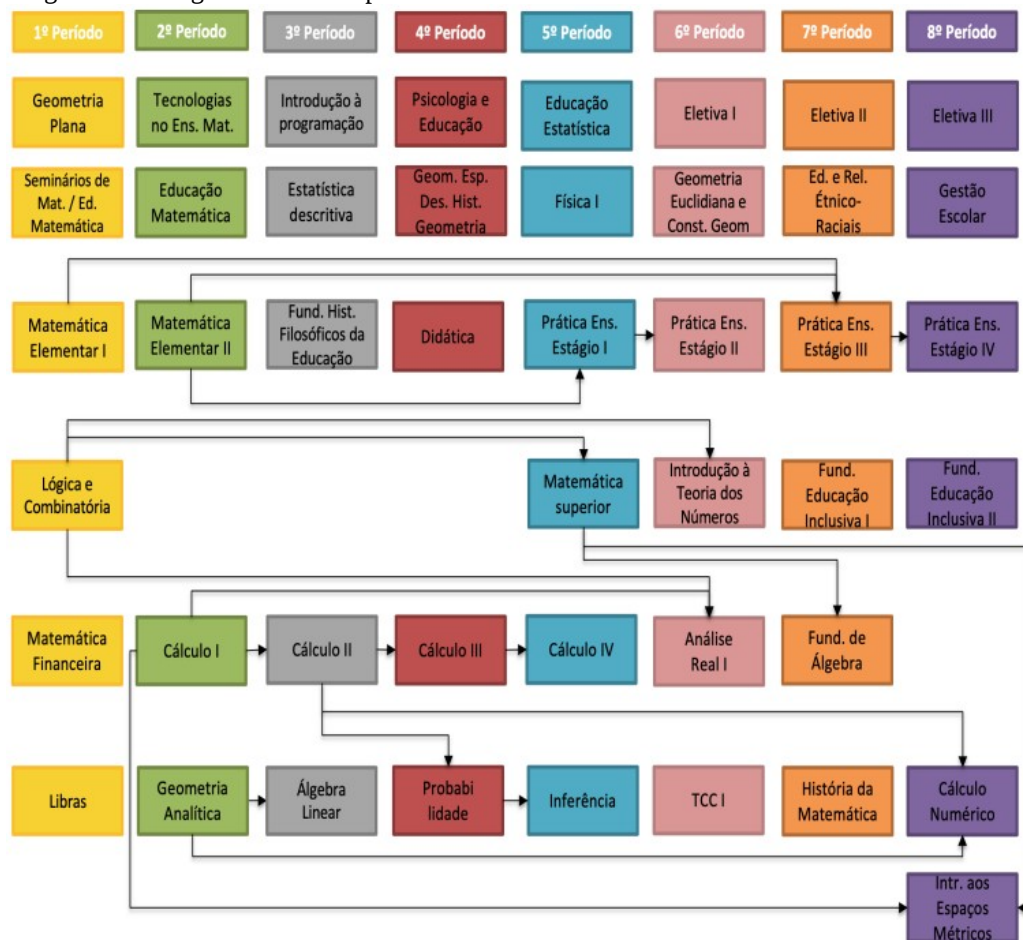 1º Período
2º Período
3º Período
4º Período
5º Período
6º Período
7º Período
8º Período
Geometria
Plana
Tecnologias
no Ens. Mat.
Introdução à
programação
Psicologia e
Educação
Educação
Estatística
Eletiva I
Eletiva II
Eletiva III
Seminários de
Mat. / Ed.
Matemática
Educação
Matemática
Estatística
descritiva
Geom. Esp.
Des. Hist.
Geometria
Física I
Geometria
Euclidiana e
Const. Geom
Ed. e Rel.
Étnico-
Raciais
Gestão
Escolar
Matemática
Elementar I
Matemática
Elementar II
Fund. Hist.
Filosóficos da
Educação
Didática
Prática Ens.
Estágio I
Prática Ens.
Estágio II
Prática Ens.
Estágio III
Prática Ens.
Estágio IV
Lógica e
Combinatória
Matemática
superior
Introdução à
Teoria dos
Números
Fund.
Educação
Inclusiva I
Fund.
Educação
Inclusiva II
Matemática
Financeira
Cálculo I
Cálculo II
Cálculo III
Cálculo IV
Análise
Real I
Fund. de
Álgebra
Libras
Geometria
Analítica
Álgebra
Linear
Probabi
lidade
Inferência
TCC I
História da
Matemática
Cálculo
Numérico
Intr. aos
Espaços
Métricos